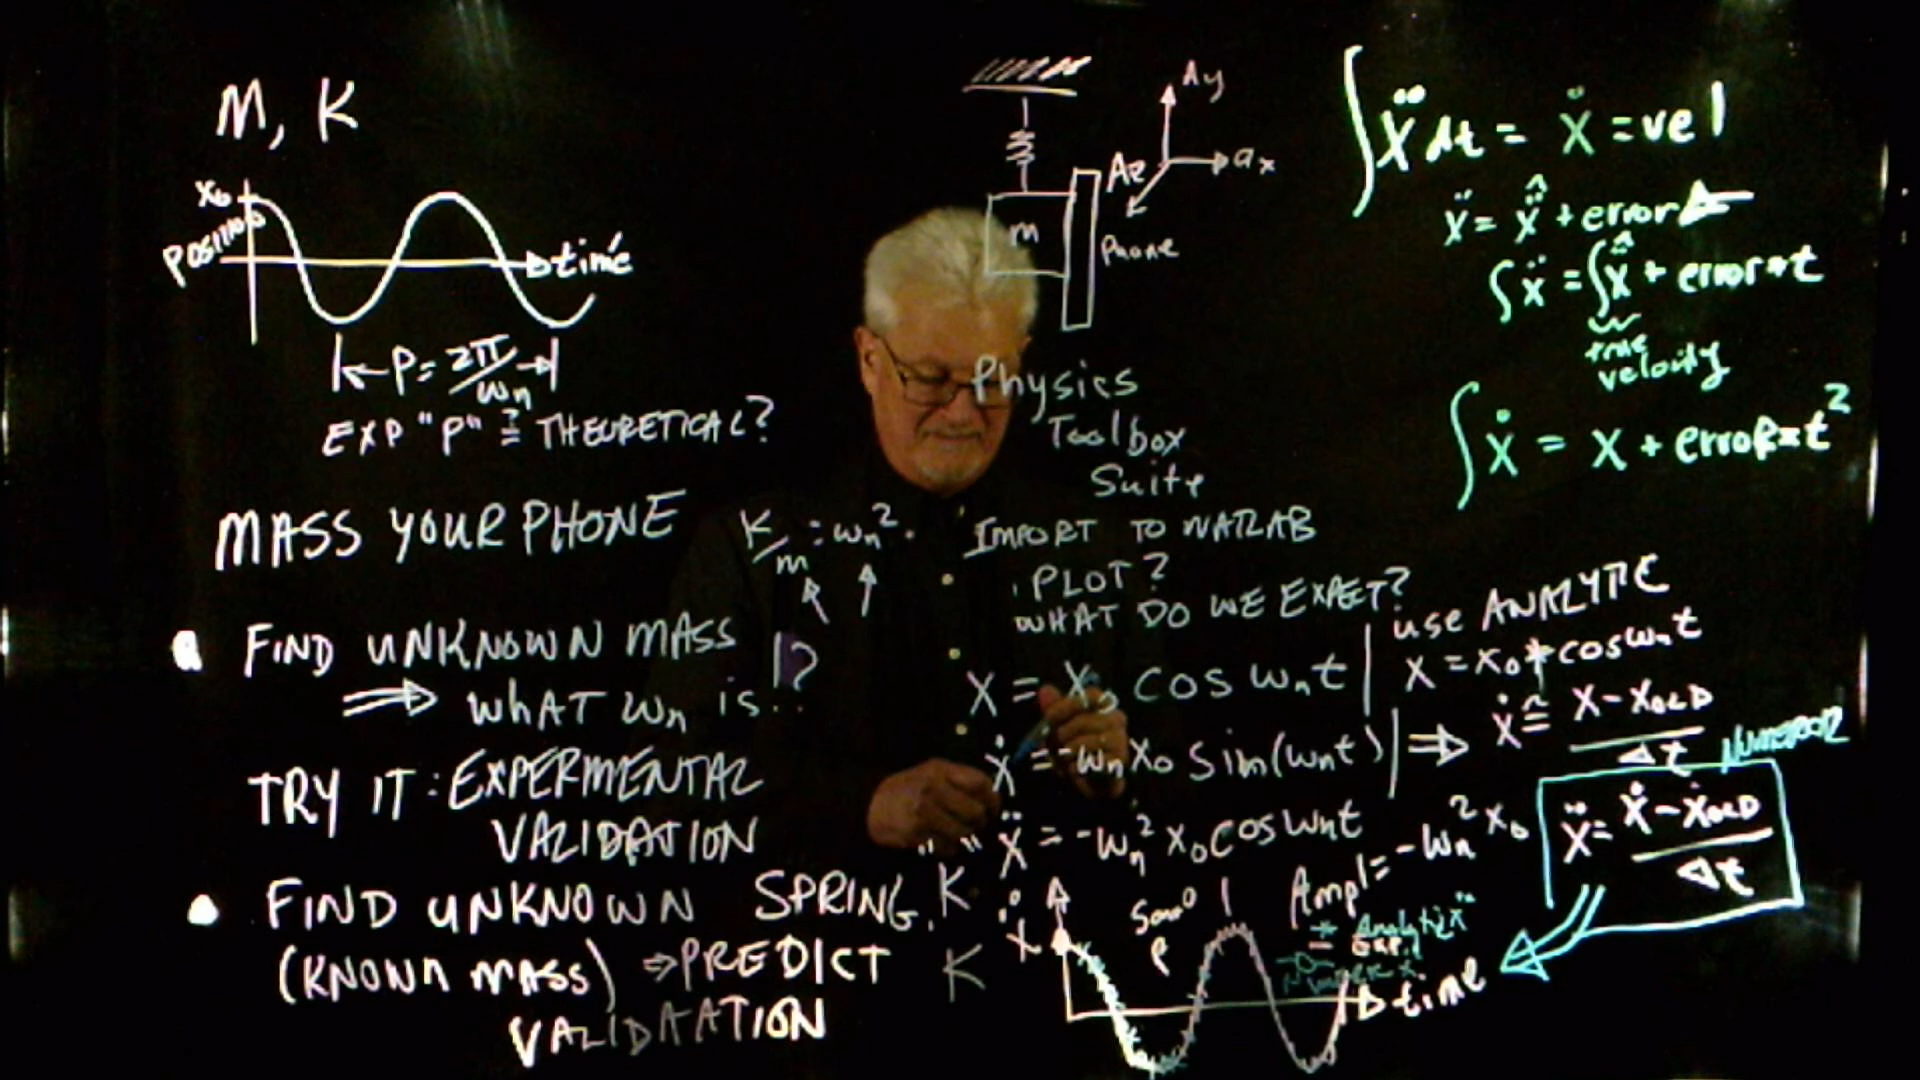 M, K
X₀
POSITION
time
P = 2π/ωn
EXP "P" ≟ THEORETICAL?
MASS YOUR PHONE
K/m = ωn².
• FIND UNKNOWN MASS
⇒ WHAT ωn is!?
TRY IT: EXPERMENTAL
VALIDATION
• FIND UNKNOWN SPRING, "K"
(KNOWN MASS) ⇒ PREDICT K
VALIDAATION
m
Phone
Ay
ax
Az
Physics
Toolbox
Suite
IMPORT TO MATLAB
. PLOT?
WHAT DO WE EXPECT?
X = X₀ cos ωnt
ẋ = -ωn x₀ sin(ωnt)
ẍ = -ωn² x₀ cos ωnt
use ANALYTIC
X = x₀ * cos ωnt
⇒ ẋ ≅ (X - XOLD)/Δt
ẍ = (ẋ - ẋOLD)/Δt
Ampl = -ωn² x₀
ẍ
P
Analytic ẍ
Exp.
time
∫ẍ dt = ẋ = vel
ẍ = ẍ̂ + error
∫ẍ = ∫ẍ̂ + error*t
true
velocity
∫ẋ = X + error*t²